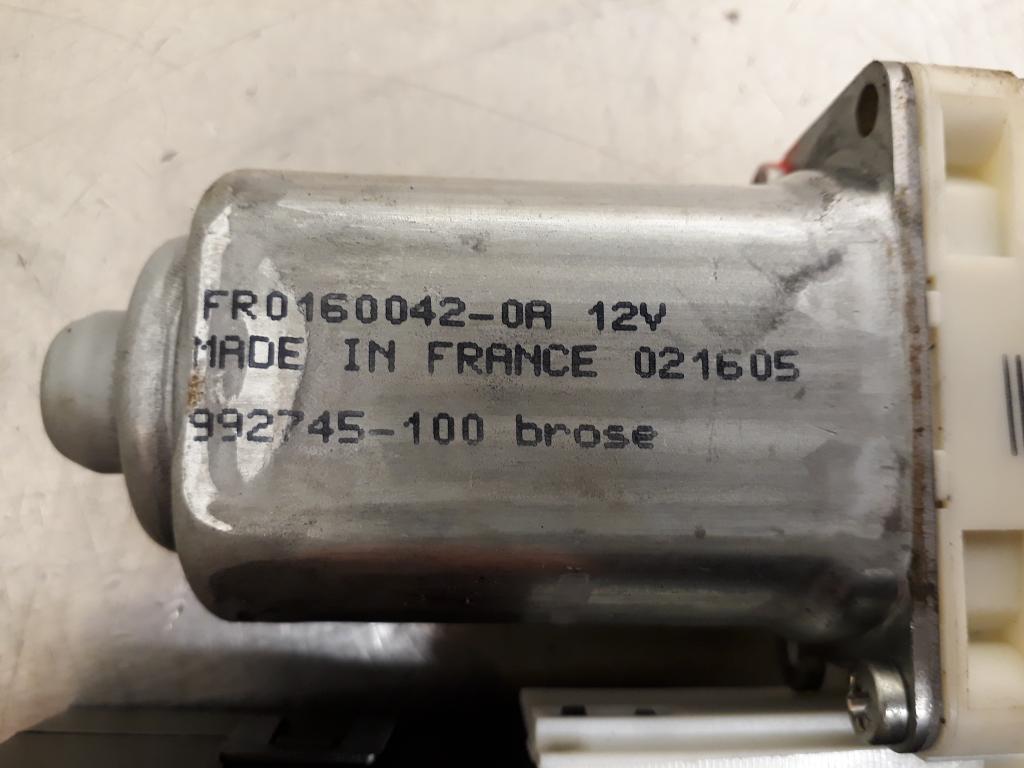 FR0160042-0A 12V
MADE IN FRANCE 021605
992745-100 brose